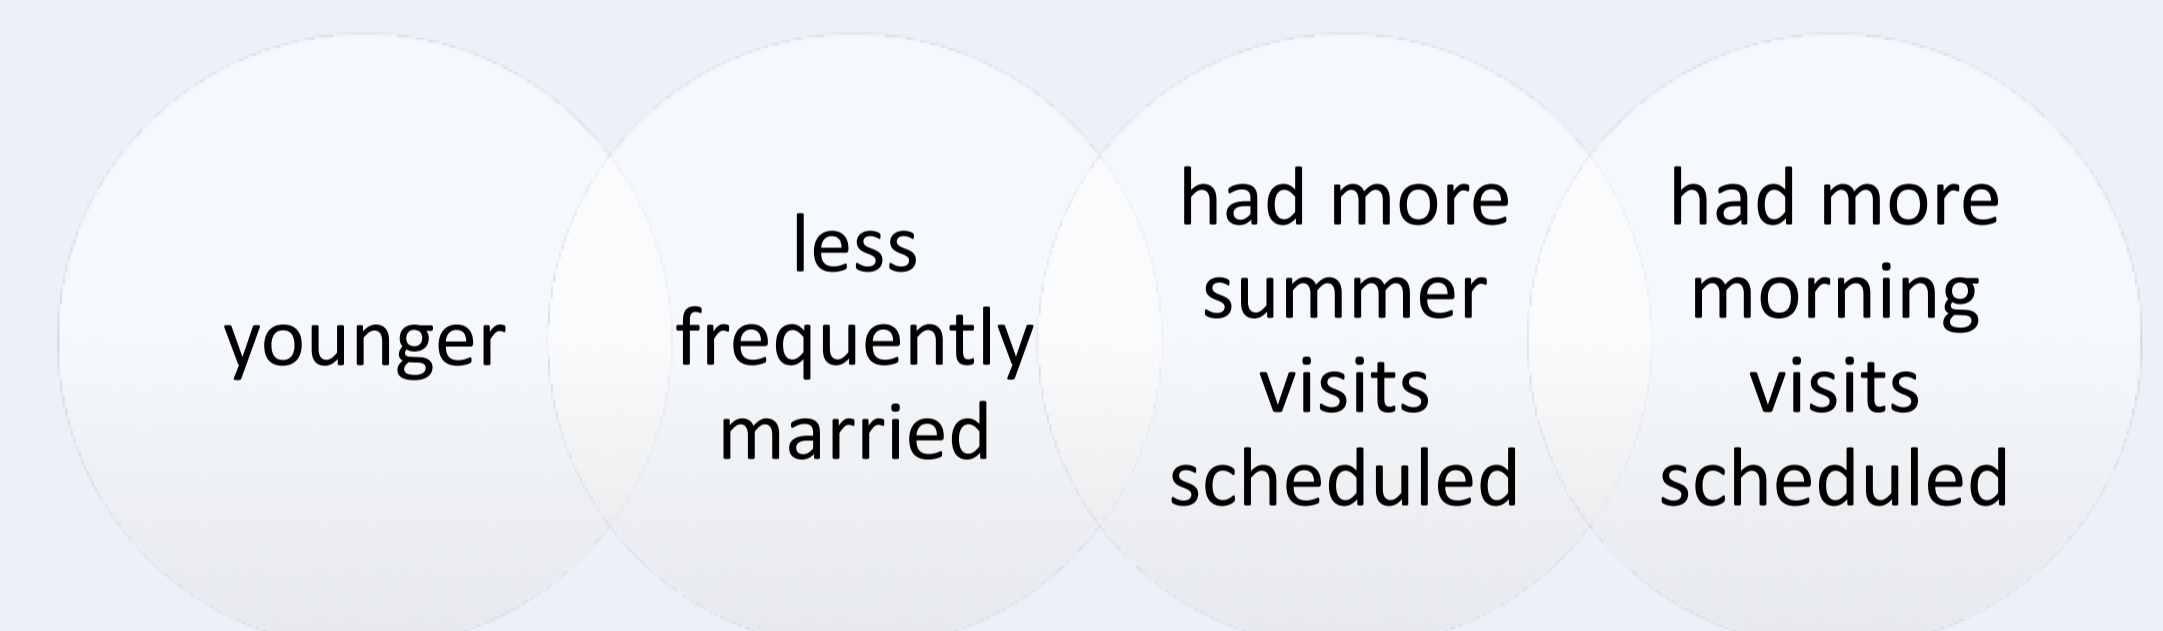 younger
less
frequently
married
had more
summer
visits
scheduled
had more
morning
visits
scheduled